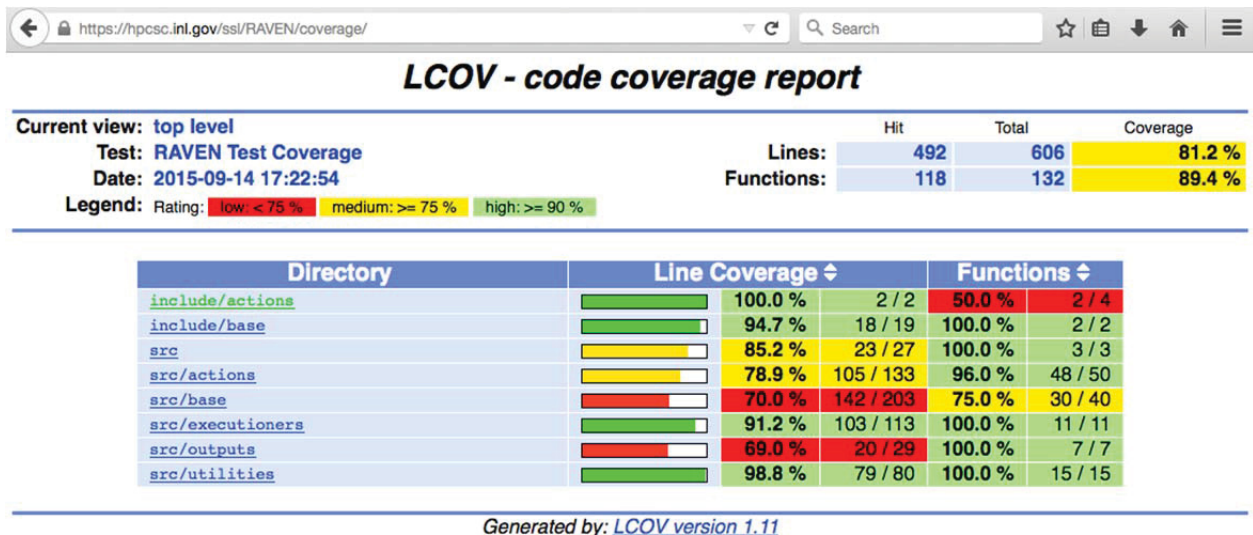 https://hpcsc.inl.gov/ssl/RAVEN/coverage/ Search
LCOV - code coverage report
Current view: top level Hit Total Coverage
Test: RAVEN Test Coverage Lines: 492 606 81.2 %
Date: 2015-09-14 17:22:54 Functions: 118 132 89.4 %
Legend: Rating: low: < 75 % medium: >= 75 % high: >= 90 %
Directory Line Coverage Functions
include/actions 100.0 % 2 / 2 50.0 % 2 / 4
include/base 94.7 % 18 / 19 100.0 % 2 / 2
src 85.2 % 23 / 27 100.0 % 3 / 3
src/actions 78.9 % 105 / 133 96.0 % 48 / 50
src/base 70.0 % 142 / 203 75.0 % 30 / 40
src/executioners 91.2 % 103 / 113 100.0 % 11 / 11
src/outputs 69.0 % 20 / 29 100.0 % 7 / 7
src/utilities 98.8 % 79 / 80 100.0 % 15 / 15
Generated by: LCOV version 1.11